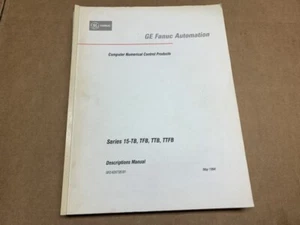 GE Fanuc Automation
Computer Numerical Control Products
Series 15-TB, TFB, TTB, TTFB
Descriptions Manual
May 1994